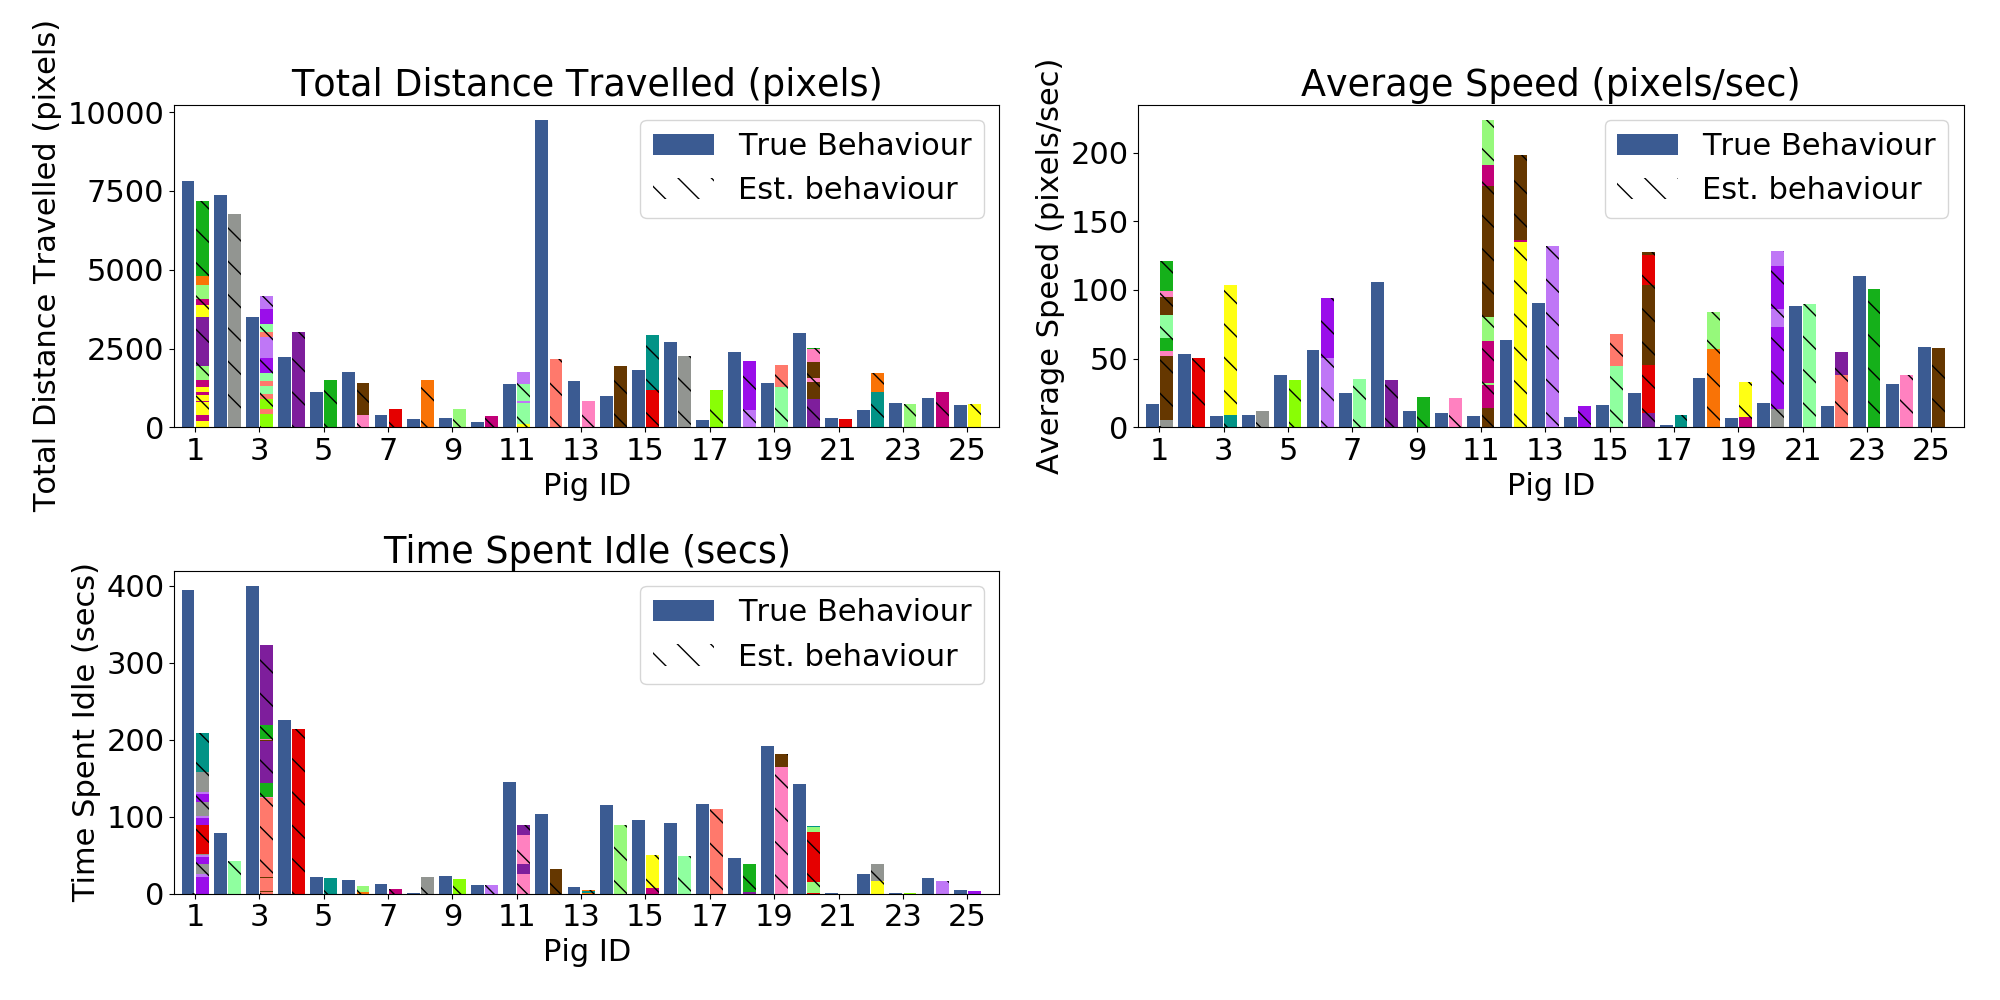 Total Distance Travelled (pixels)
Total Distance Travelled (pixels)
10000
7500
5000
2500
0
True Behaviour
Est. behaviour
1 3 5 7 9 11 13 15 17 19 21 23 25
Pig ID
Average Speed (pixels/sec)
Average Speed (pixels/sec)
200
150
100
50
0
True Behaviour
Est. behaviour
1 3 5 7 9 11 13 15 17 19 21 23 25
Pig ID
Time Spent Idle (secs)
Time Spent Idle (secs)
400
300
200
100
0
True Behaviour
Est. behaviour
1 3 5 7 9 11 13 15 17 19 21 23 25
Pig ID